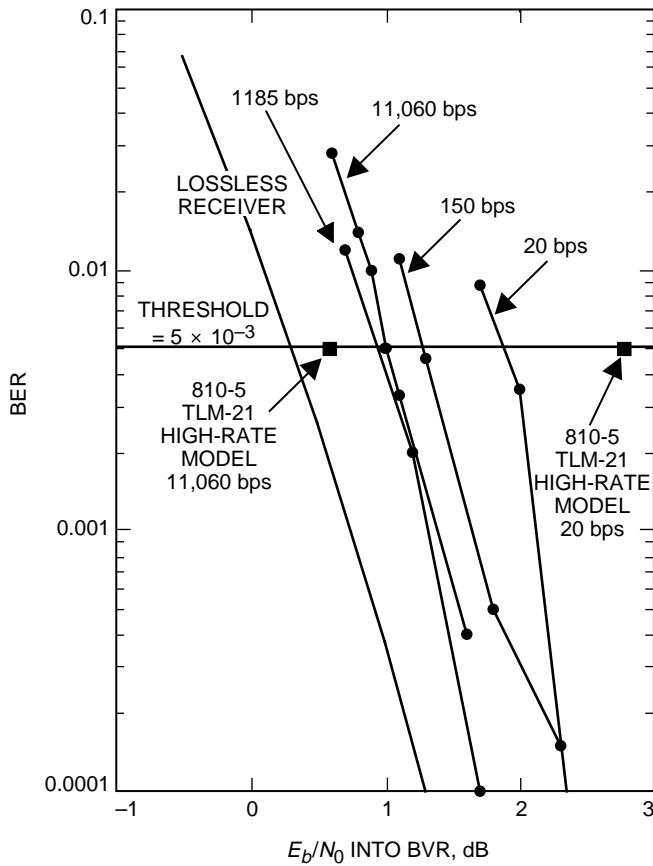 0.1
1185 bps
11,060 bps
LOSSLESS
RECEIVER
150 bps
20 bps
0.01
THRESHOLD
= 5 × 10–3
BER
810-5
TLM-21
HIGH-RATE
MODEL
11,060 bps
810-5
TLM-21
HIGH-RATE
MODEL
20 bps
0.001
0.0001
–1
0
1
2
3
Eb/N0 INTO BVR, dB